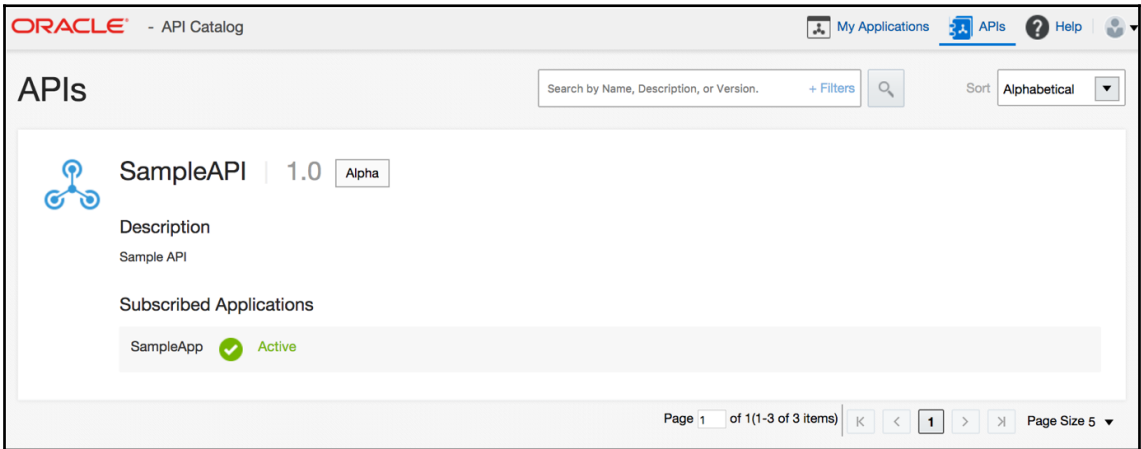 ORACLE® - API Catalog My Applications APIs Help
APIs Search by Name, Description, or Version. + Filters Sort Alphabetical
SampleAPI 1.0 Alpha
Description
Sample API
Subscribed Applications
SampleApp Active
Page 1 of 1(1-3 of 3 items) K < 1 > K Page Size 5